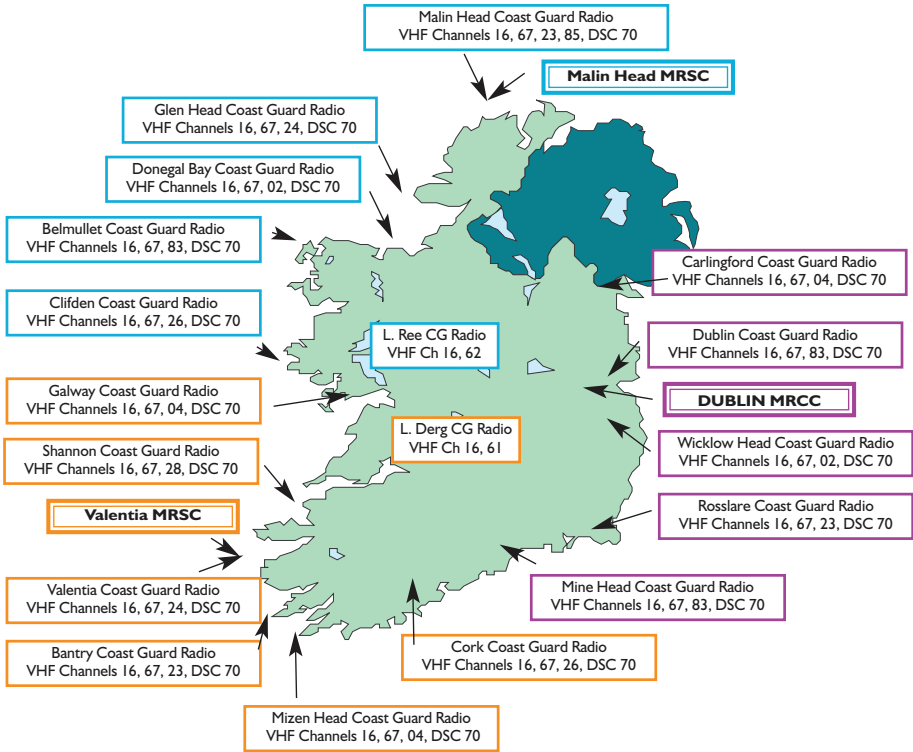 Malin Head Coast Guard Radio
VHF Channels 16, 67, 23, 85, DSC 70
Malin Head MRSC
Glen Head Coast Guard Radio
VHF Channels 16, 67, 24, DSC 70
Donegal Bay Coast Guard Radio
VHF Channels 16, 67, 02, DSC 70
Belmullet Coast Guard Radio
VHF Channels 16, 67, 83, DSC 70
Carlingford Coast Guard Radio
VHF Channels 16, 67, 04, DSC 70
Clifden Coast Guard Radio
VHF Channels 16, 67, 26, DSC 70
L. Ree CG Radio
VHF Ch 16, 62
Dublin Coast Guard Radio
VHF Channels 16, 67, 83, DSC 70
Galway Coast Guard Radio
VHF Channels 16, 67, 04, DSC 70
DUBLIN MRCC
L. Derg CG Radio
VHF Ch 16, 61
Wicklow Head Coast Guard Radio
VHF Channels 16, 67, 02, DSC 70
Shannon Coast Guard Radio
VHF Channels 16, 67, 28, DSC 70
Rosslare Coast Guard Radio
VHF Channels 16, 67, 23, DSC 70
Valentia MRSC
Valentia Coast Guard Radio
VHF Channels 16, 67, 24, DSC 70
Mine Head Coast Guard Radio
VHF Channels 16, 67, 83, DSC 70
Bantry Coast Guard Radio
VHF Channels 16, 67, 23, DSC 70
Cork Coast Guard Radio
VHF Channels 16, 67, 26, DSC 70
Mizen Head Coast Guard Radio
VHF Channels 16, 67, 04, DSC 70